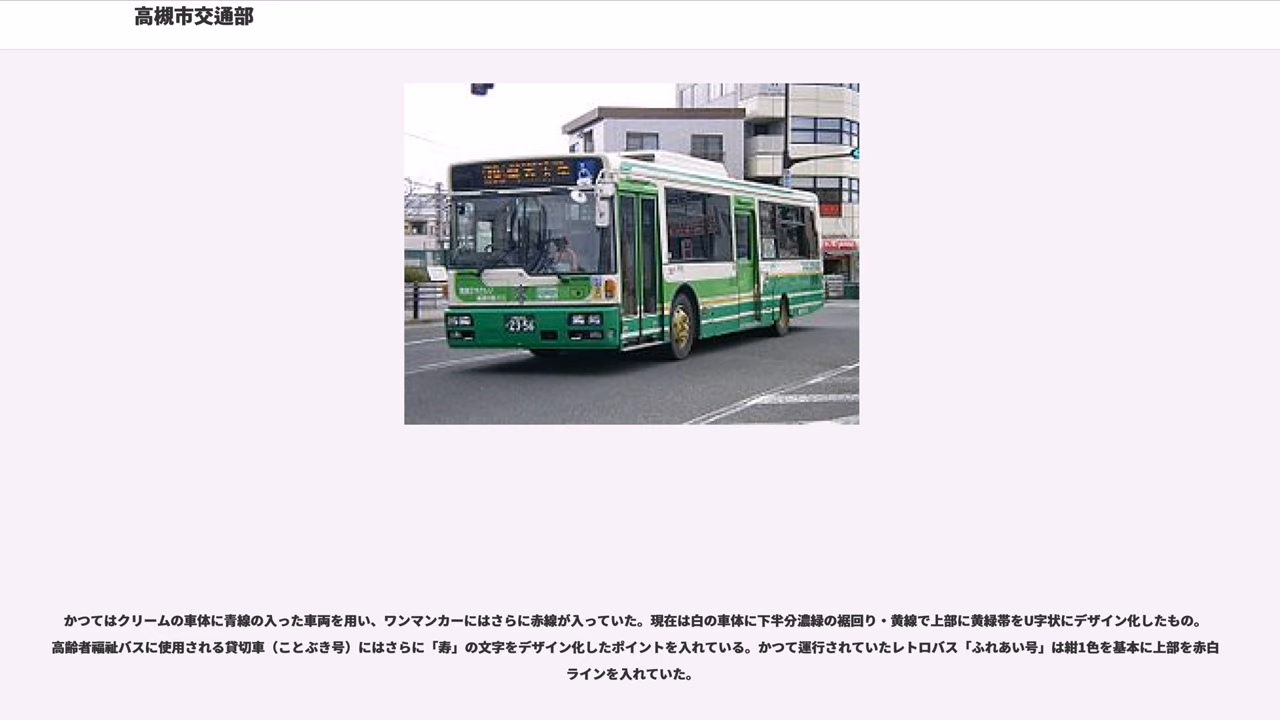 高槻市交通部
23-56
かつてはクリームの車体に青線の入った車両を用い、ワンマンカーにはさらに赤線が入っていた。現在は白の車体に下半分濃緑の裾回り・黄線で上部に黄緑帯をU字状にデザイン化したもの。
高齢者福祉バスに使用される貸切車（ことぶき号）にはさらに「寿」の文字をデザイン化したポイントを入れている。かつて運行されていたレトロバス「ふれあい号」は紺1色を基本に上部を赤白
ラインを入れていた。